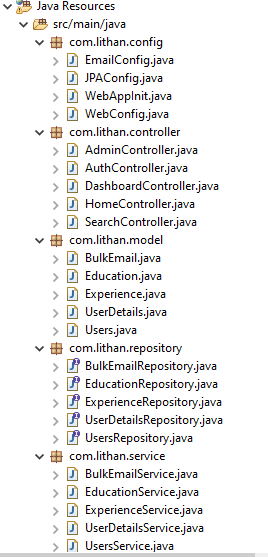 Java Resources
src/main/java
com.lithan.config
EmailConfig.java
JPAConfig.java
WebAppInit.java
WebConfig.java
com.lithan.controller
AdminController.java
AuthController.java
DashboardController.java
HomeController.java
SearchController.java
com.lithan.model
BulkEmail.java
Education.java
Experience.java
UserDetails.java
Users.java
com.lithan.repository
BulkEmailRepository.java
EducationRepository.java
ExperienceRepository.java
UserDetailsRepository.java
UsersRepository.java
com.lithan.service
BulkEmailService.java
EducationService.java
ExperienceService.java
UserDetailsService.java
UsersService.java